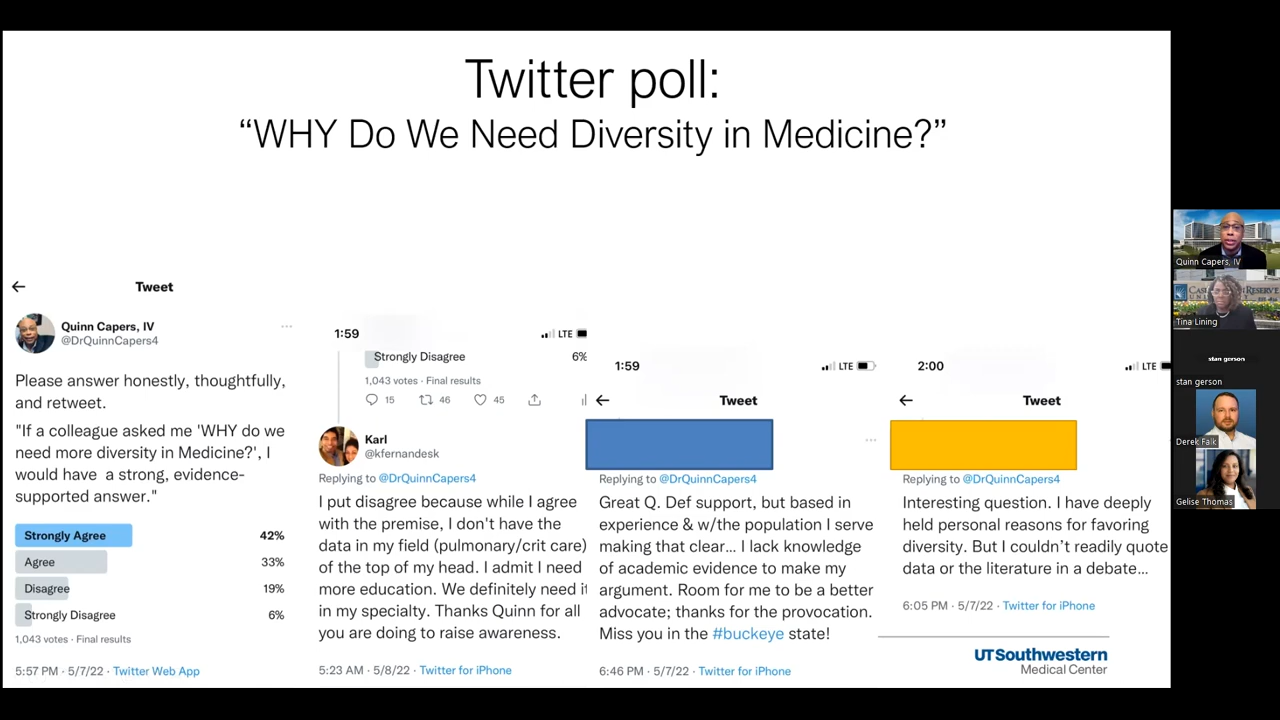 Twitter poll:
“WHY Do We Need Diversity in Medicine?”
Tweet
Quinn Capers, IV
@DrQuinnCapers4
Please answer honestly, thoughtfully,
and retweet.
"If a colleague asked me 'WHY do we
need more diversity in Medicine?', I
would have a strong, evidence-
supported answer."
Strongly Agree 42%
Agree 33%
Disagree 19%
Strongly Disagree 6%
1,043 votes · Final results
5:57 PM · 5/7/22 · Twitter Web App
1:59 LTE
Strongly Disagree 6%
1,043 votes · Final results
15 46 45
Karl
@kfernandesk
Replying to @DrQuinnCapers4
I put disagree because while I agree
with the premise, I don't have the
data in my field (pulmonary/crit care)
of the top of my head. I admit I need
more education. We definitely need it
in my specialty. Thanks Quinn for all
you are doing to raise awareness.
5:23 AM · 5/8/22 · Twitter for iPhone
1:59 LTE
Tweet
Replying to @DrQuinnCapers4
Great Q. Def support, but based in
experience & w/the population I serve
making that clear... I lack knowledge
of academic evidence to make my
argument. Room for me to be a better
advocate; thanks for the provocation.
Miss you in the #buckeye state!
6:46 PM · 5/7/22 · Twitter for iPhone
2:00 LTE
Tweet
Replying to @DrQuinnCapers4
Interesting question. I have deeply
held personal reasons for favoring
diversity. But I couldn’t readily quote
data or the literature in a debate...
6:05 PM · 5/7/22 · Twitter for iPhone
UTSouthwestern
Medical Center
Quinn Capers, IV
Tina Lining
stan gerson
stan gerson
Derek Falk
Gelise Thomas